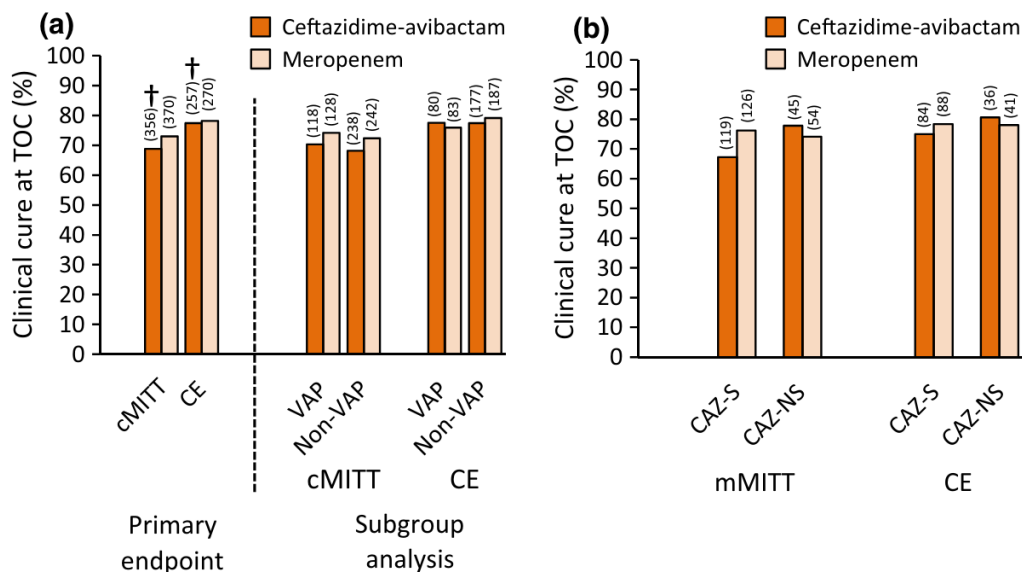 (a)
Ceftazidime-avibactam
Meropenem
Clinical cure at TOC (%)
100
90
80
70
60
50
40
30
20
10
0
†
(356)
(370)
†
(257)
(270)
(118)
(128)
(238)
(242)
(80)
(83)
(177)
(187)
cMITT
CE
VAP
Non-VAP
VAP
Non-VAP
cMITT
CE
Primary
endpoint
Subgroup
analysis
(b)
Ceftazidime-avibactam
Meropenem
Clinical cure at TOC (%)
100
90
80
70
60
50
40
30
20
10
0
(119)
(126)
(45)
(54)
(84)
(88)
(36)
(41)
CAZ-S
CAZ-NS
CAZ-S
CAZ-NS
mMITT
CE